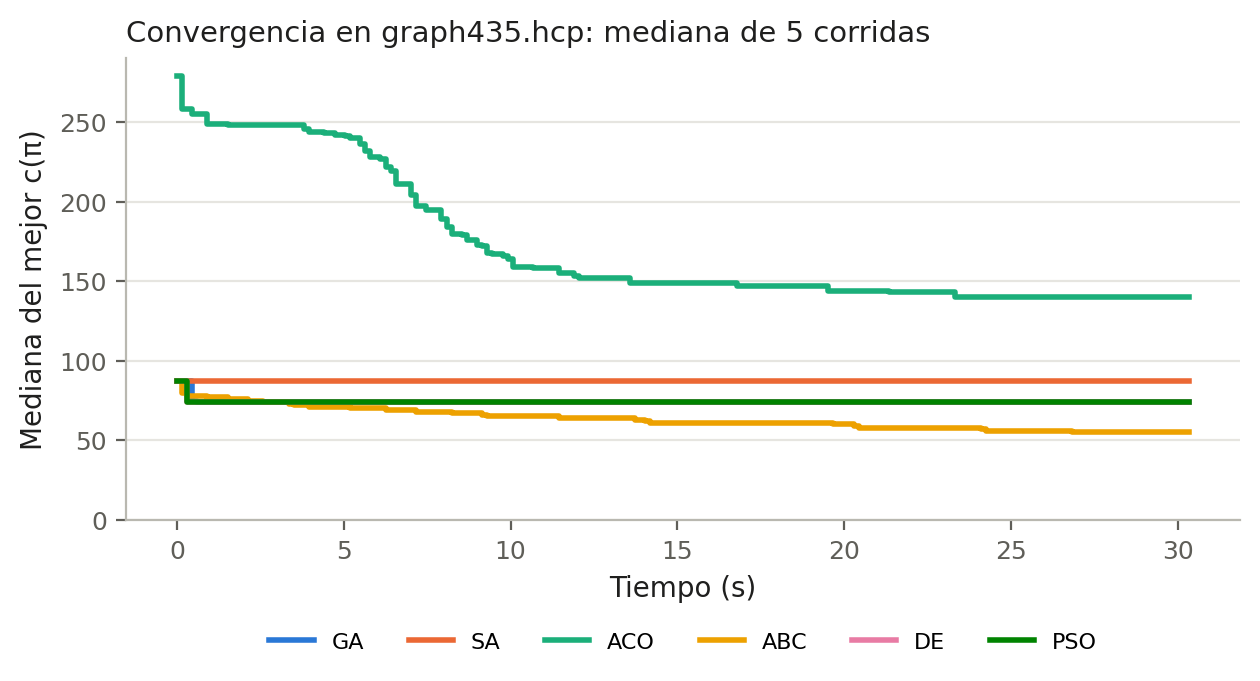 Convergencia en graph435.hcp: mediana de 5 corridas
Mediana del mejor c(π)
250
200
150
100
50
0
0 5 10 15 20 25 30
Tiempo (s)
GA SA ACO ABC DE PSO